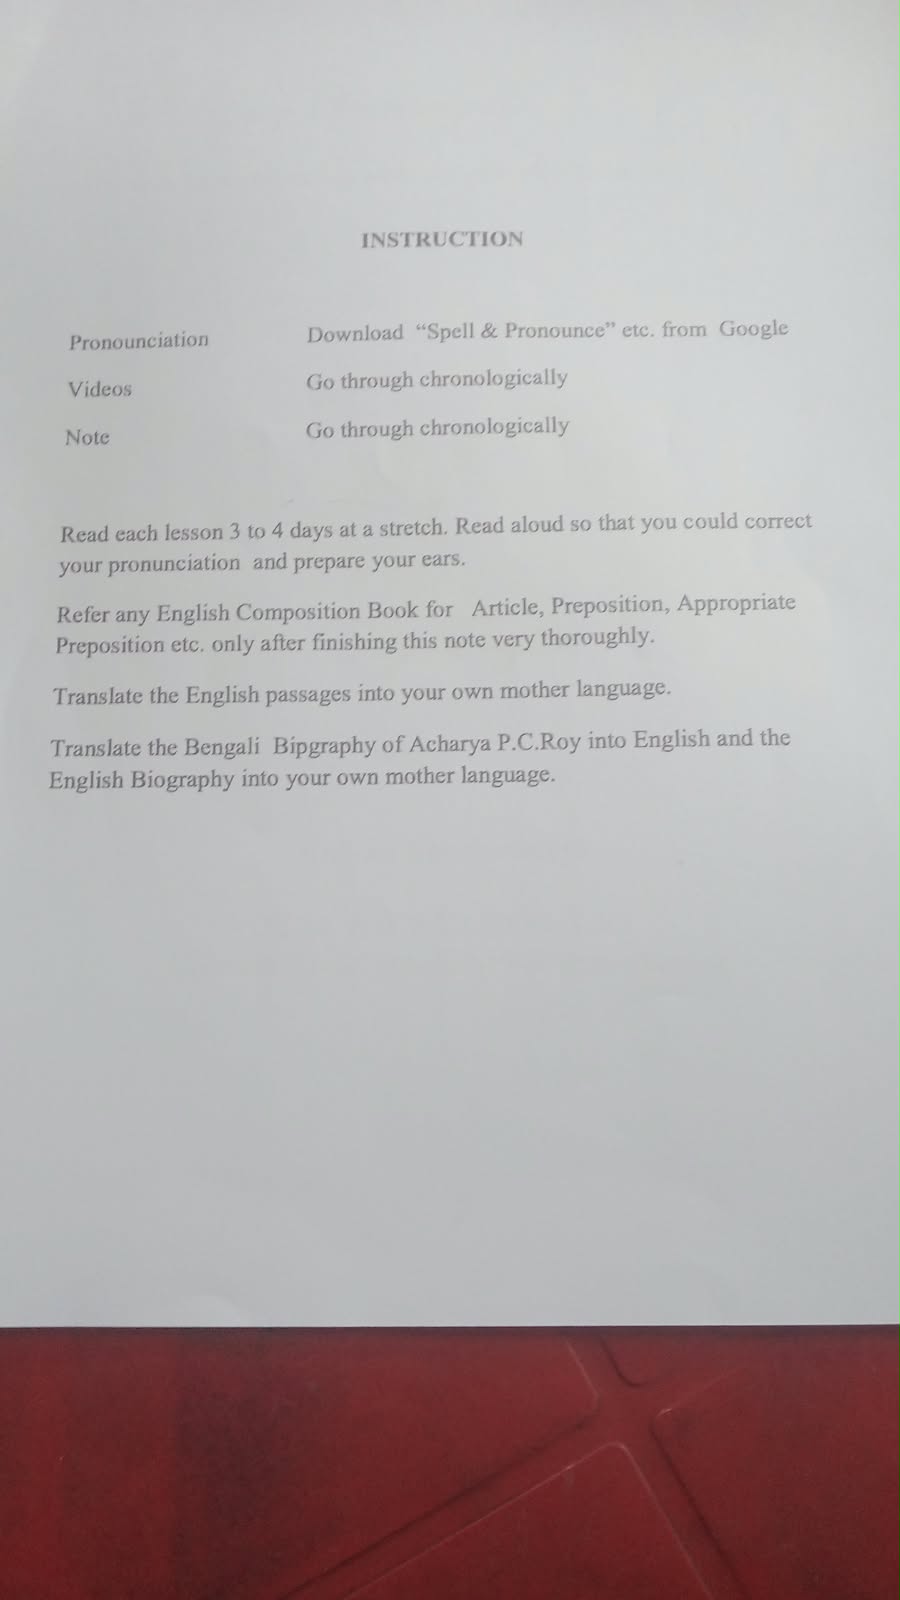 INSTRUCTION
Pronounciation Download “Spell & Pronounce” etc. from Google
Videos Go through chronologically
Note Go through chronologically
Read each lesson 3 to 4 days at a stretch. Read aloud so that you could correct
your pronunciation and prepare your ears.
Refer any English Composition Book for Article, Preposition, Appropriate
Preposition etc. only after finishing this note very thoroughly.
Translate the English passages into your own mother language.
Translate the Bengali Bipgraphy of Acharya P.C.Roy into English and the
English Biography into your own mother language.